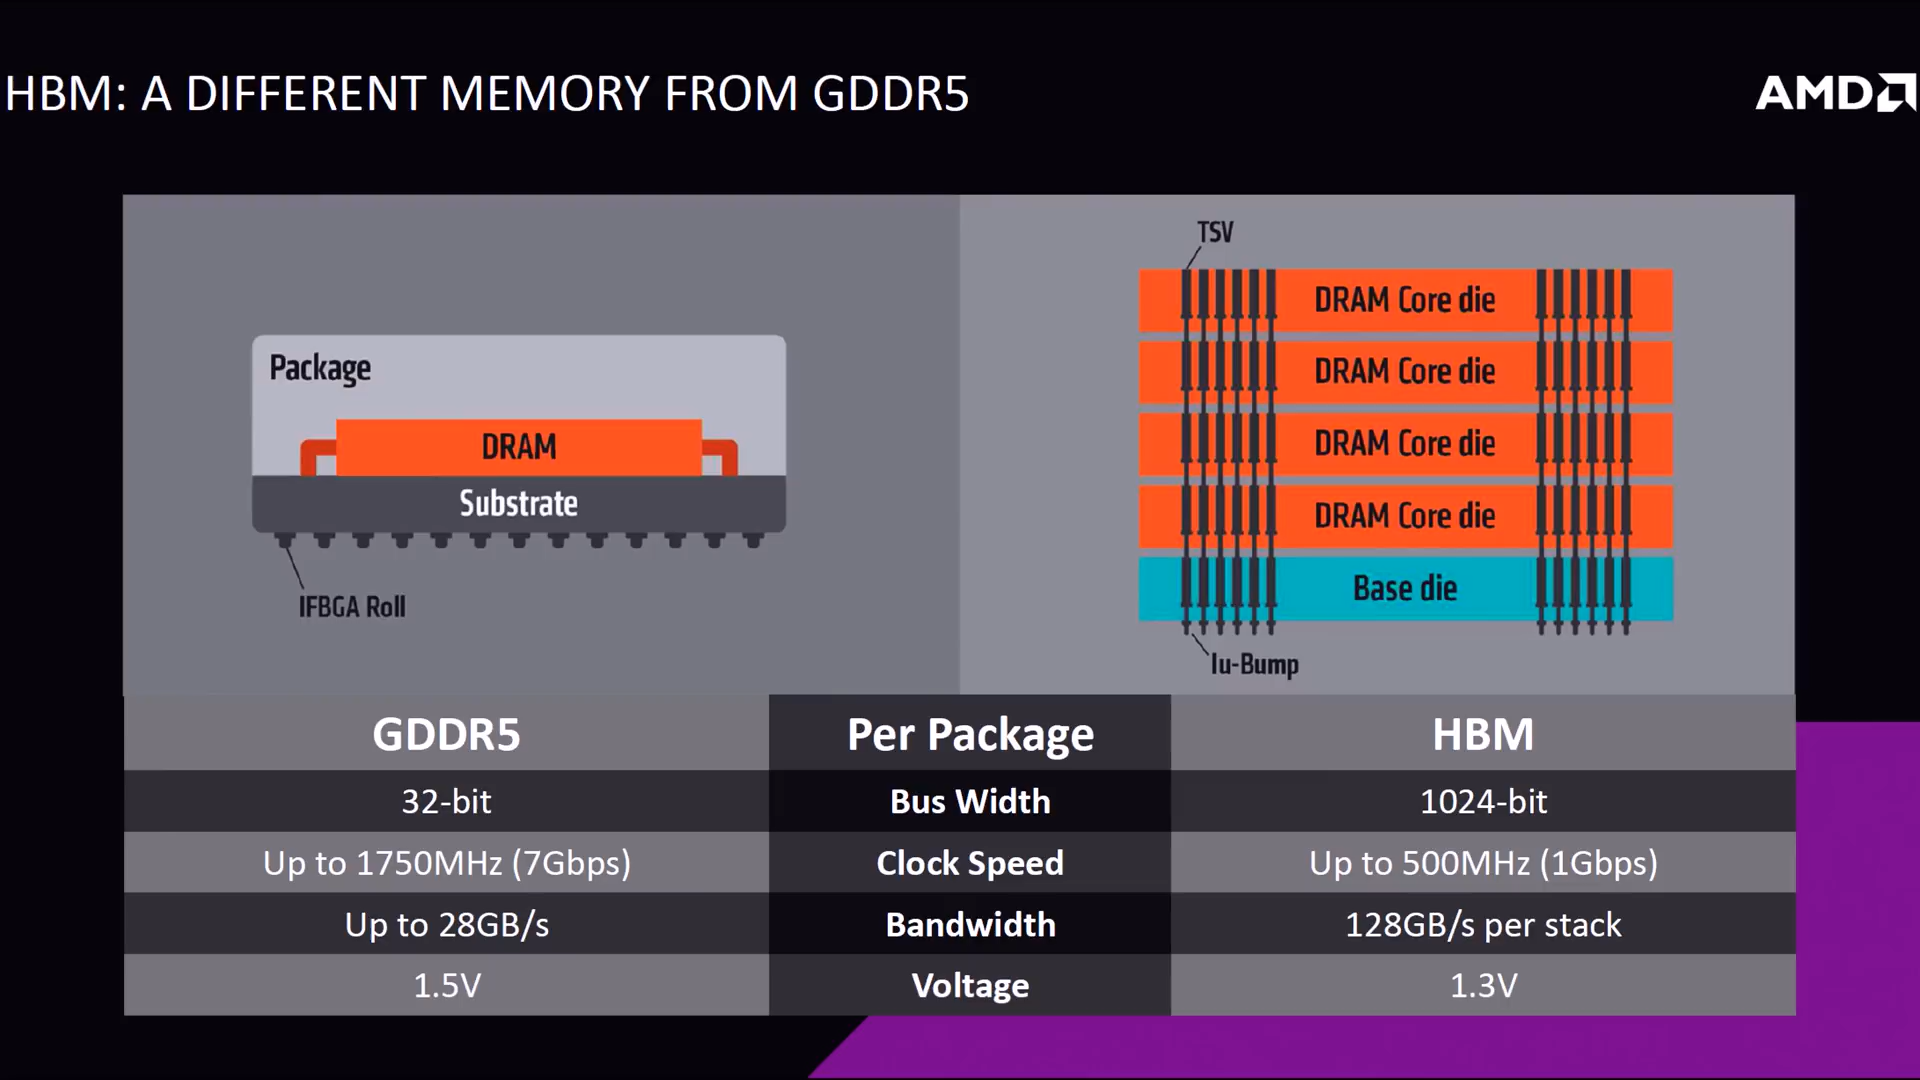 HBM: A DIFFERENT MEMORY FROM GDDR5
AMD
Package
DRAM
Substrate
IFBGA Roll
TSV
DRAM Core die
DRAM Core die
DRAM Core die
DRAM Core die
Base die
Iu-Bump
GDDR5 Per Package HBM
32-bit Bus Width 1024-bit
Up to 1750MHz (7Gbps) Clock Speed Up to 500MHz (1Gbps)
Up to 28GB/s Bandwidth 128GB/s per stack
1.5V Voltage 1.3V